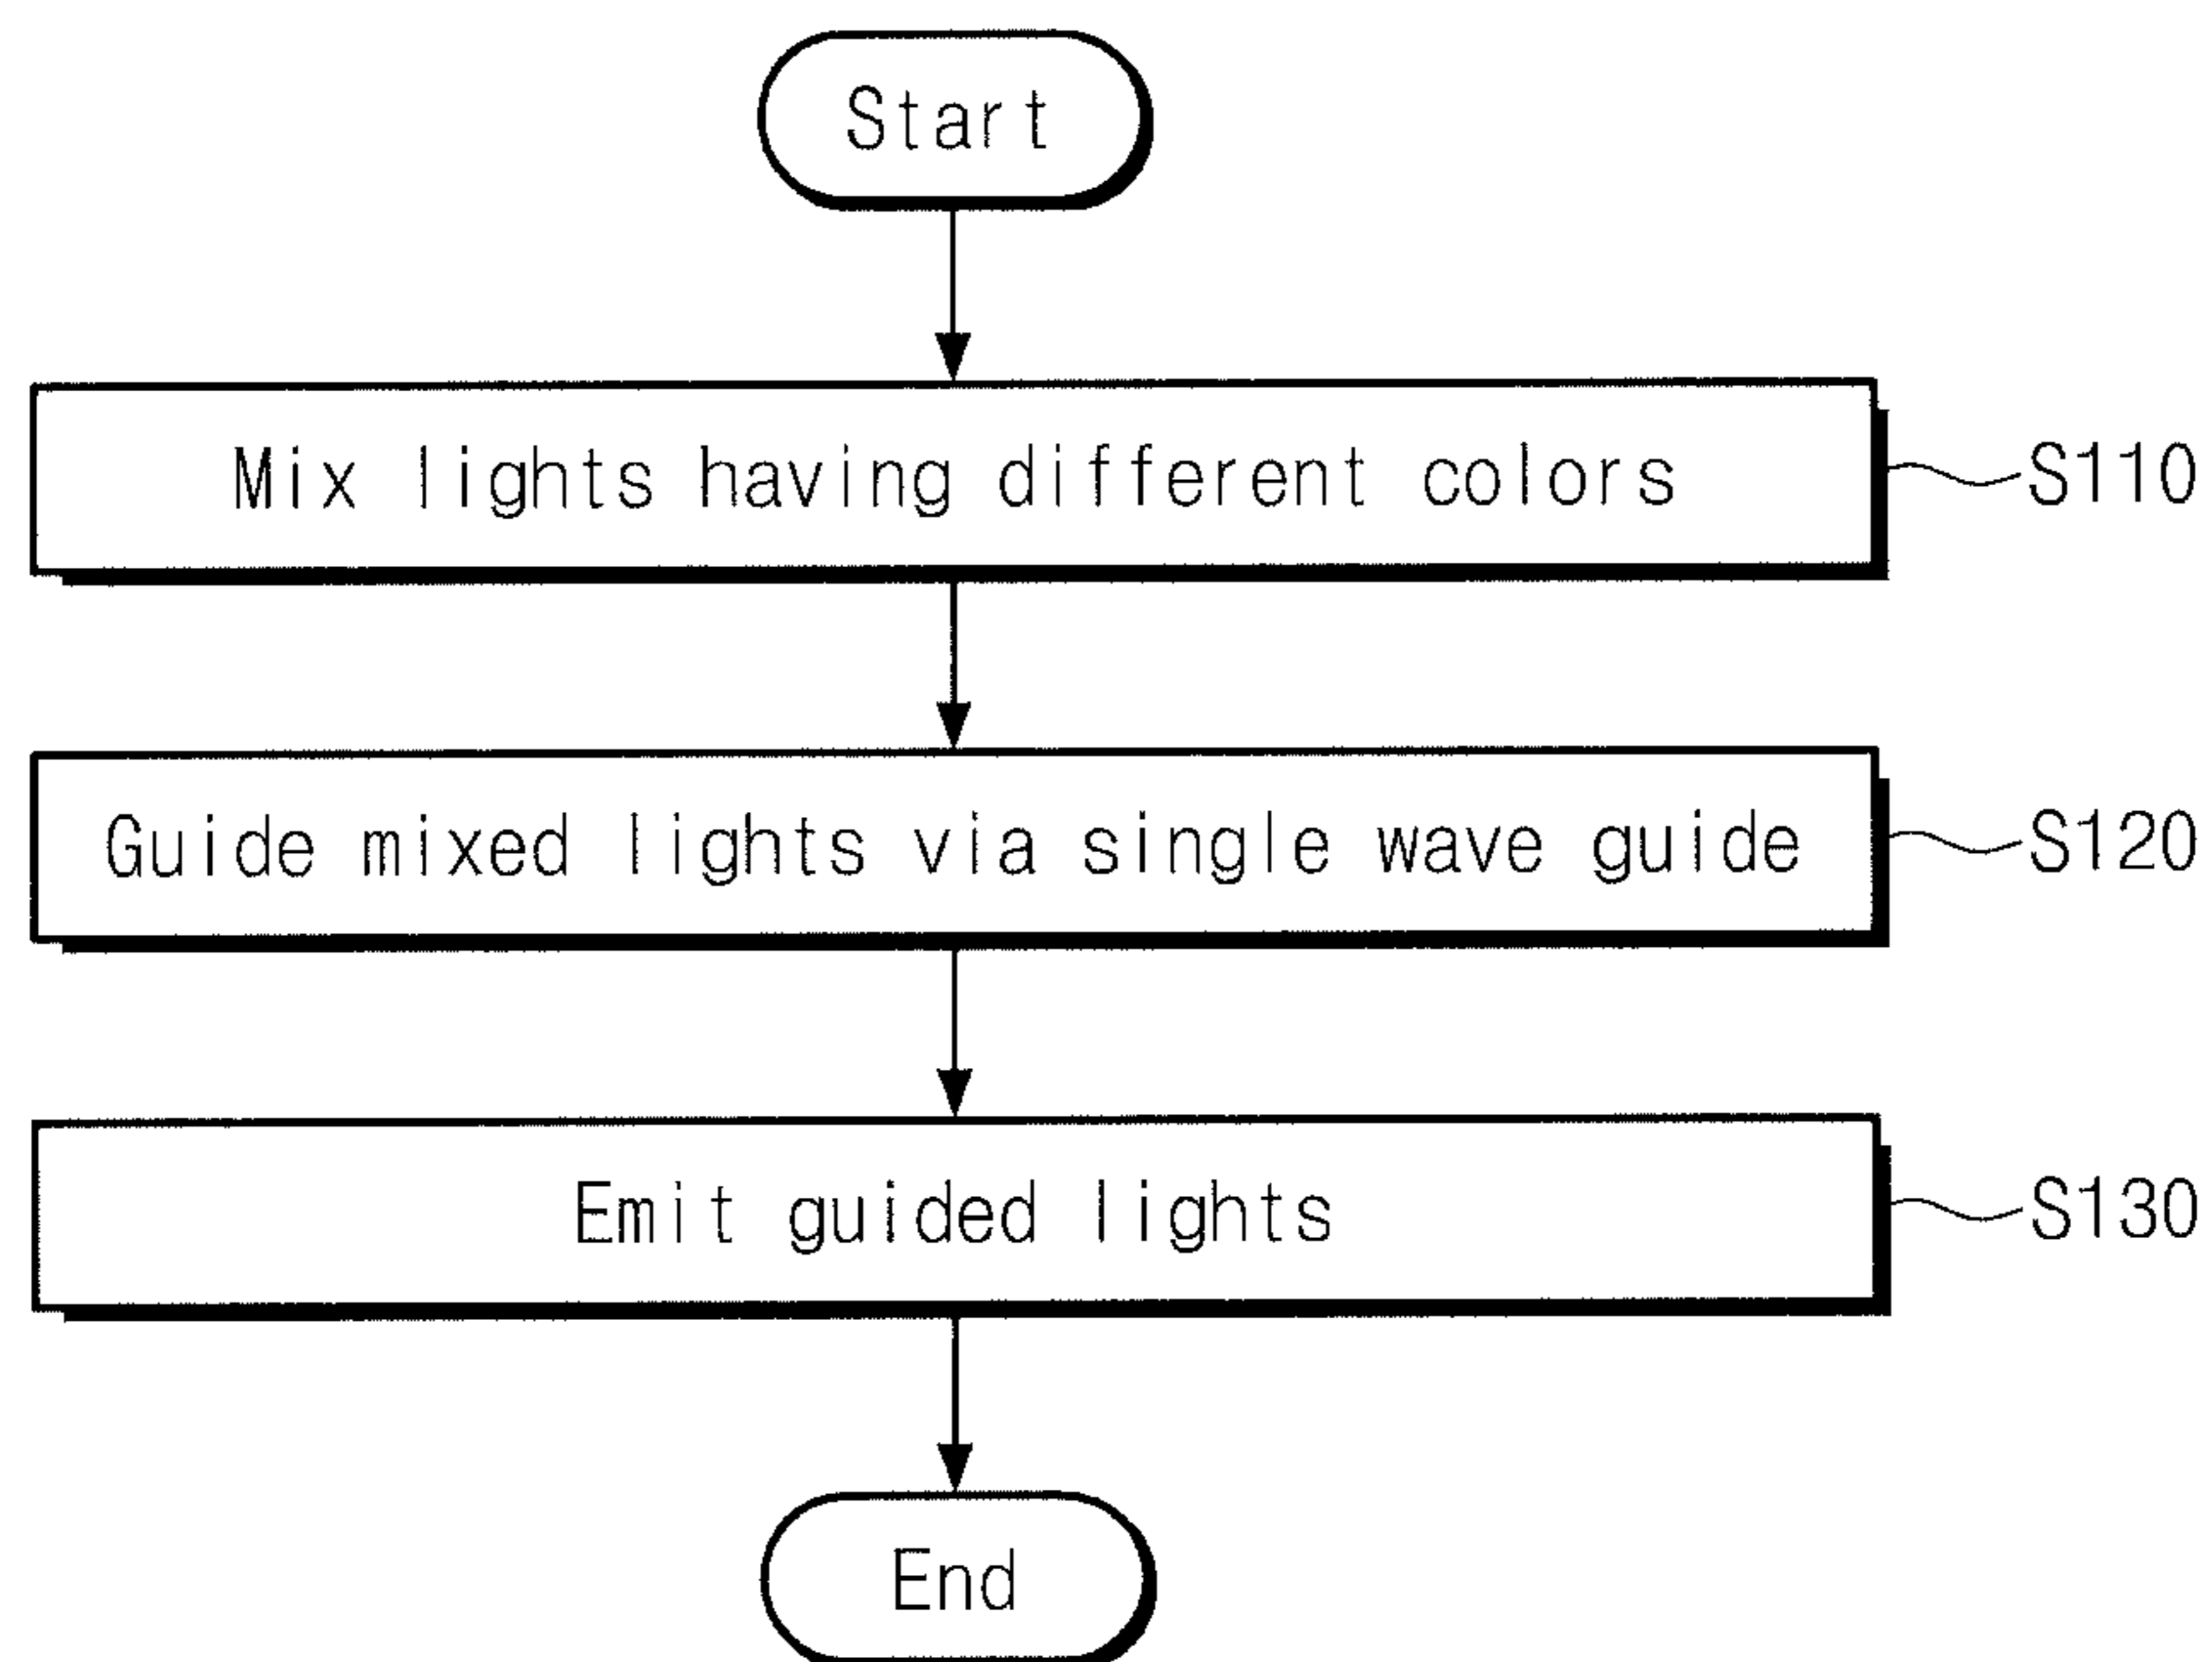 Start
Mix lights having different colors
S110
Guide mixed lights via single wave guide
S120
Emit guided lights
S130
End